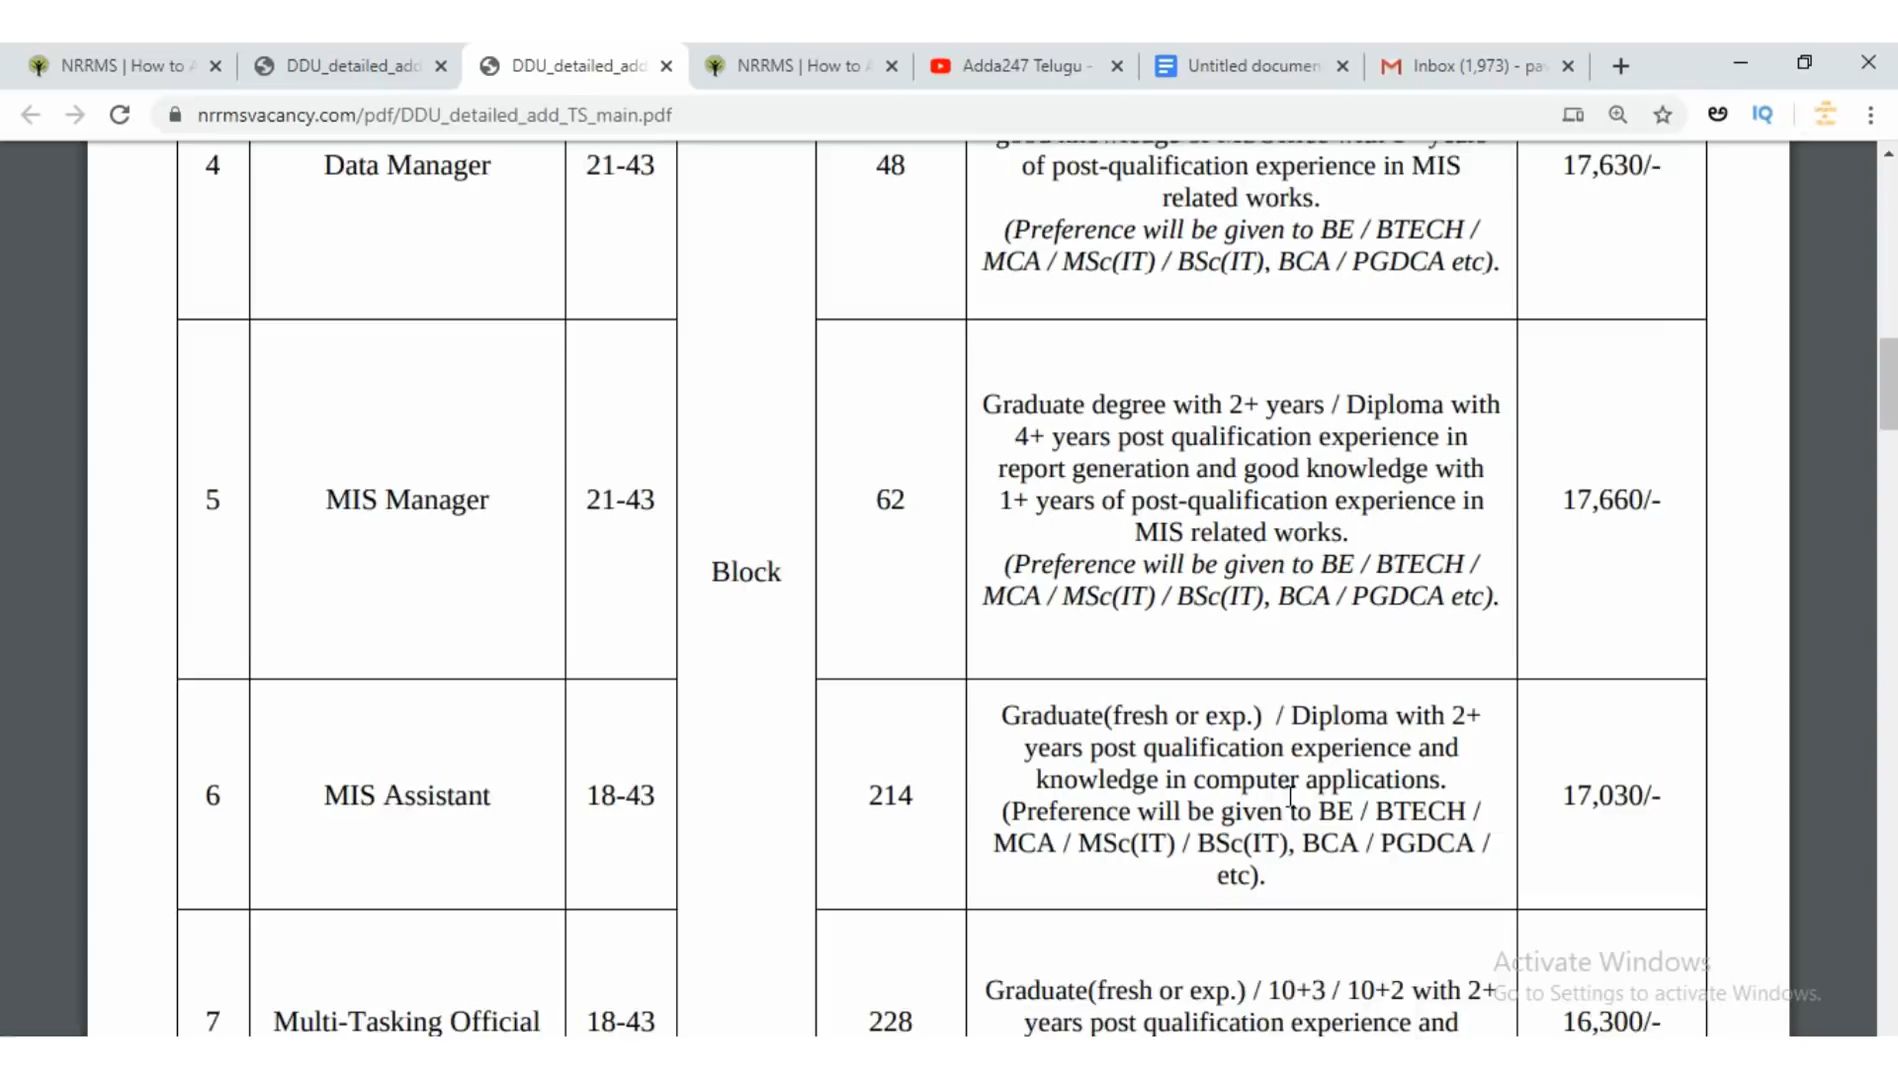 NRRMS | How to A
DDU_detailed_add
DDU_detailed_add
NRRMS | How to A
Adda247 Telugu -
Untitled documen
Inbox (1,973) - pa
nrrmsvacancy.com/pdf/DDU_detailed_add_TS_main.pdf
IQ
4
Data Manager
21-43
48
of post-qualification experience in MIS
related works.
(Preference will be given to BE / BTECH /
MCA / MSc(IT) / BSc(IT), BCA / PGDCA etc).
17,630/-
5
MIS Manager
21-43
Block
62
Graduate degree with 2+ years / Diploma with
4+ years post qualification experience in
report generation and good knowledge with
1+ years of post-qualification experience in
MIS related works.
(Preference will be given to BE / BTECH /
MCA / MSc(IT) / BSc(IT), BCA / PGDCA etc).
17,660/-
6
MIS Assistant
18-43
214
Graduate(fresh or exp.) / Diploma with 2+
years post qualification experience and
knowledge in computer applications.
(Preference will be given to BE / BTECH /
MCA / MSc(IT) / BSc(IT), BCA / PGDCA /
etc).
17,030/-
7
Multi-Tasking Official
18-43
228
Graduate(fresh or exp.) / 10+3 / 10+2 with 2+
years post qualification experience and
16,300/-
Activate Windows
Go to Settings to activate Windows.